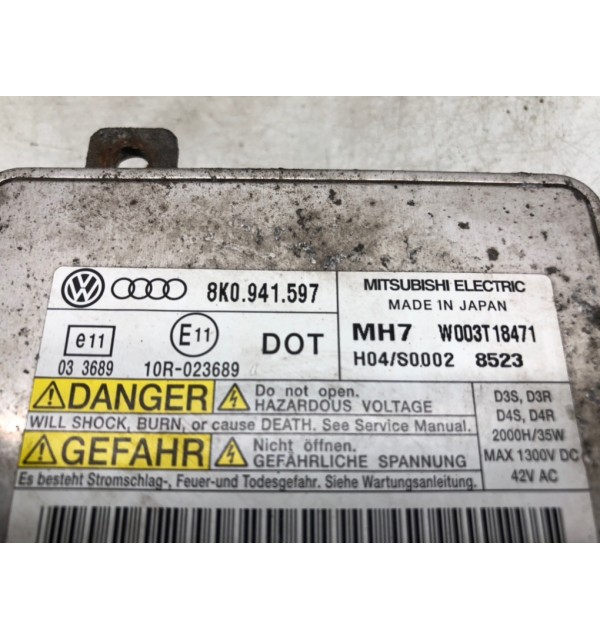 8K0.941.597
MITSUBISHI ELECTRIC
MADE IN JAPAN
MH7 W003T18471
H04/S0002 8523
e11
E11
DOT
03 3689
10R-023689
DANGER
Do not open.
HAZARDOUS VOLTAGE
WILL SHOCK, BURN, or cause DEATH. See Service Manual.
GEFAHR
Nicht öffnen.
GEFÄHRLICHE SPANNUNG
Es besteht Stromschlag-, Feuer-und Todesgefahr. Siehe Wartungsanleitung.
D3S, D3R
D4S, D4R
2000H/35W
MAX 1300V DC
42V AC